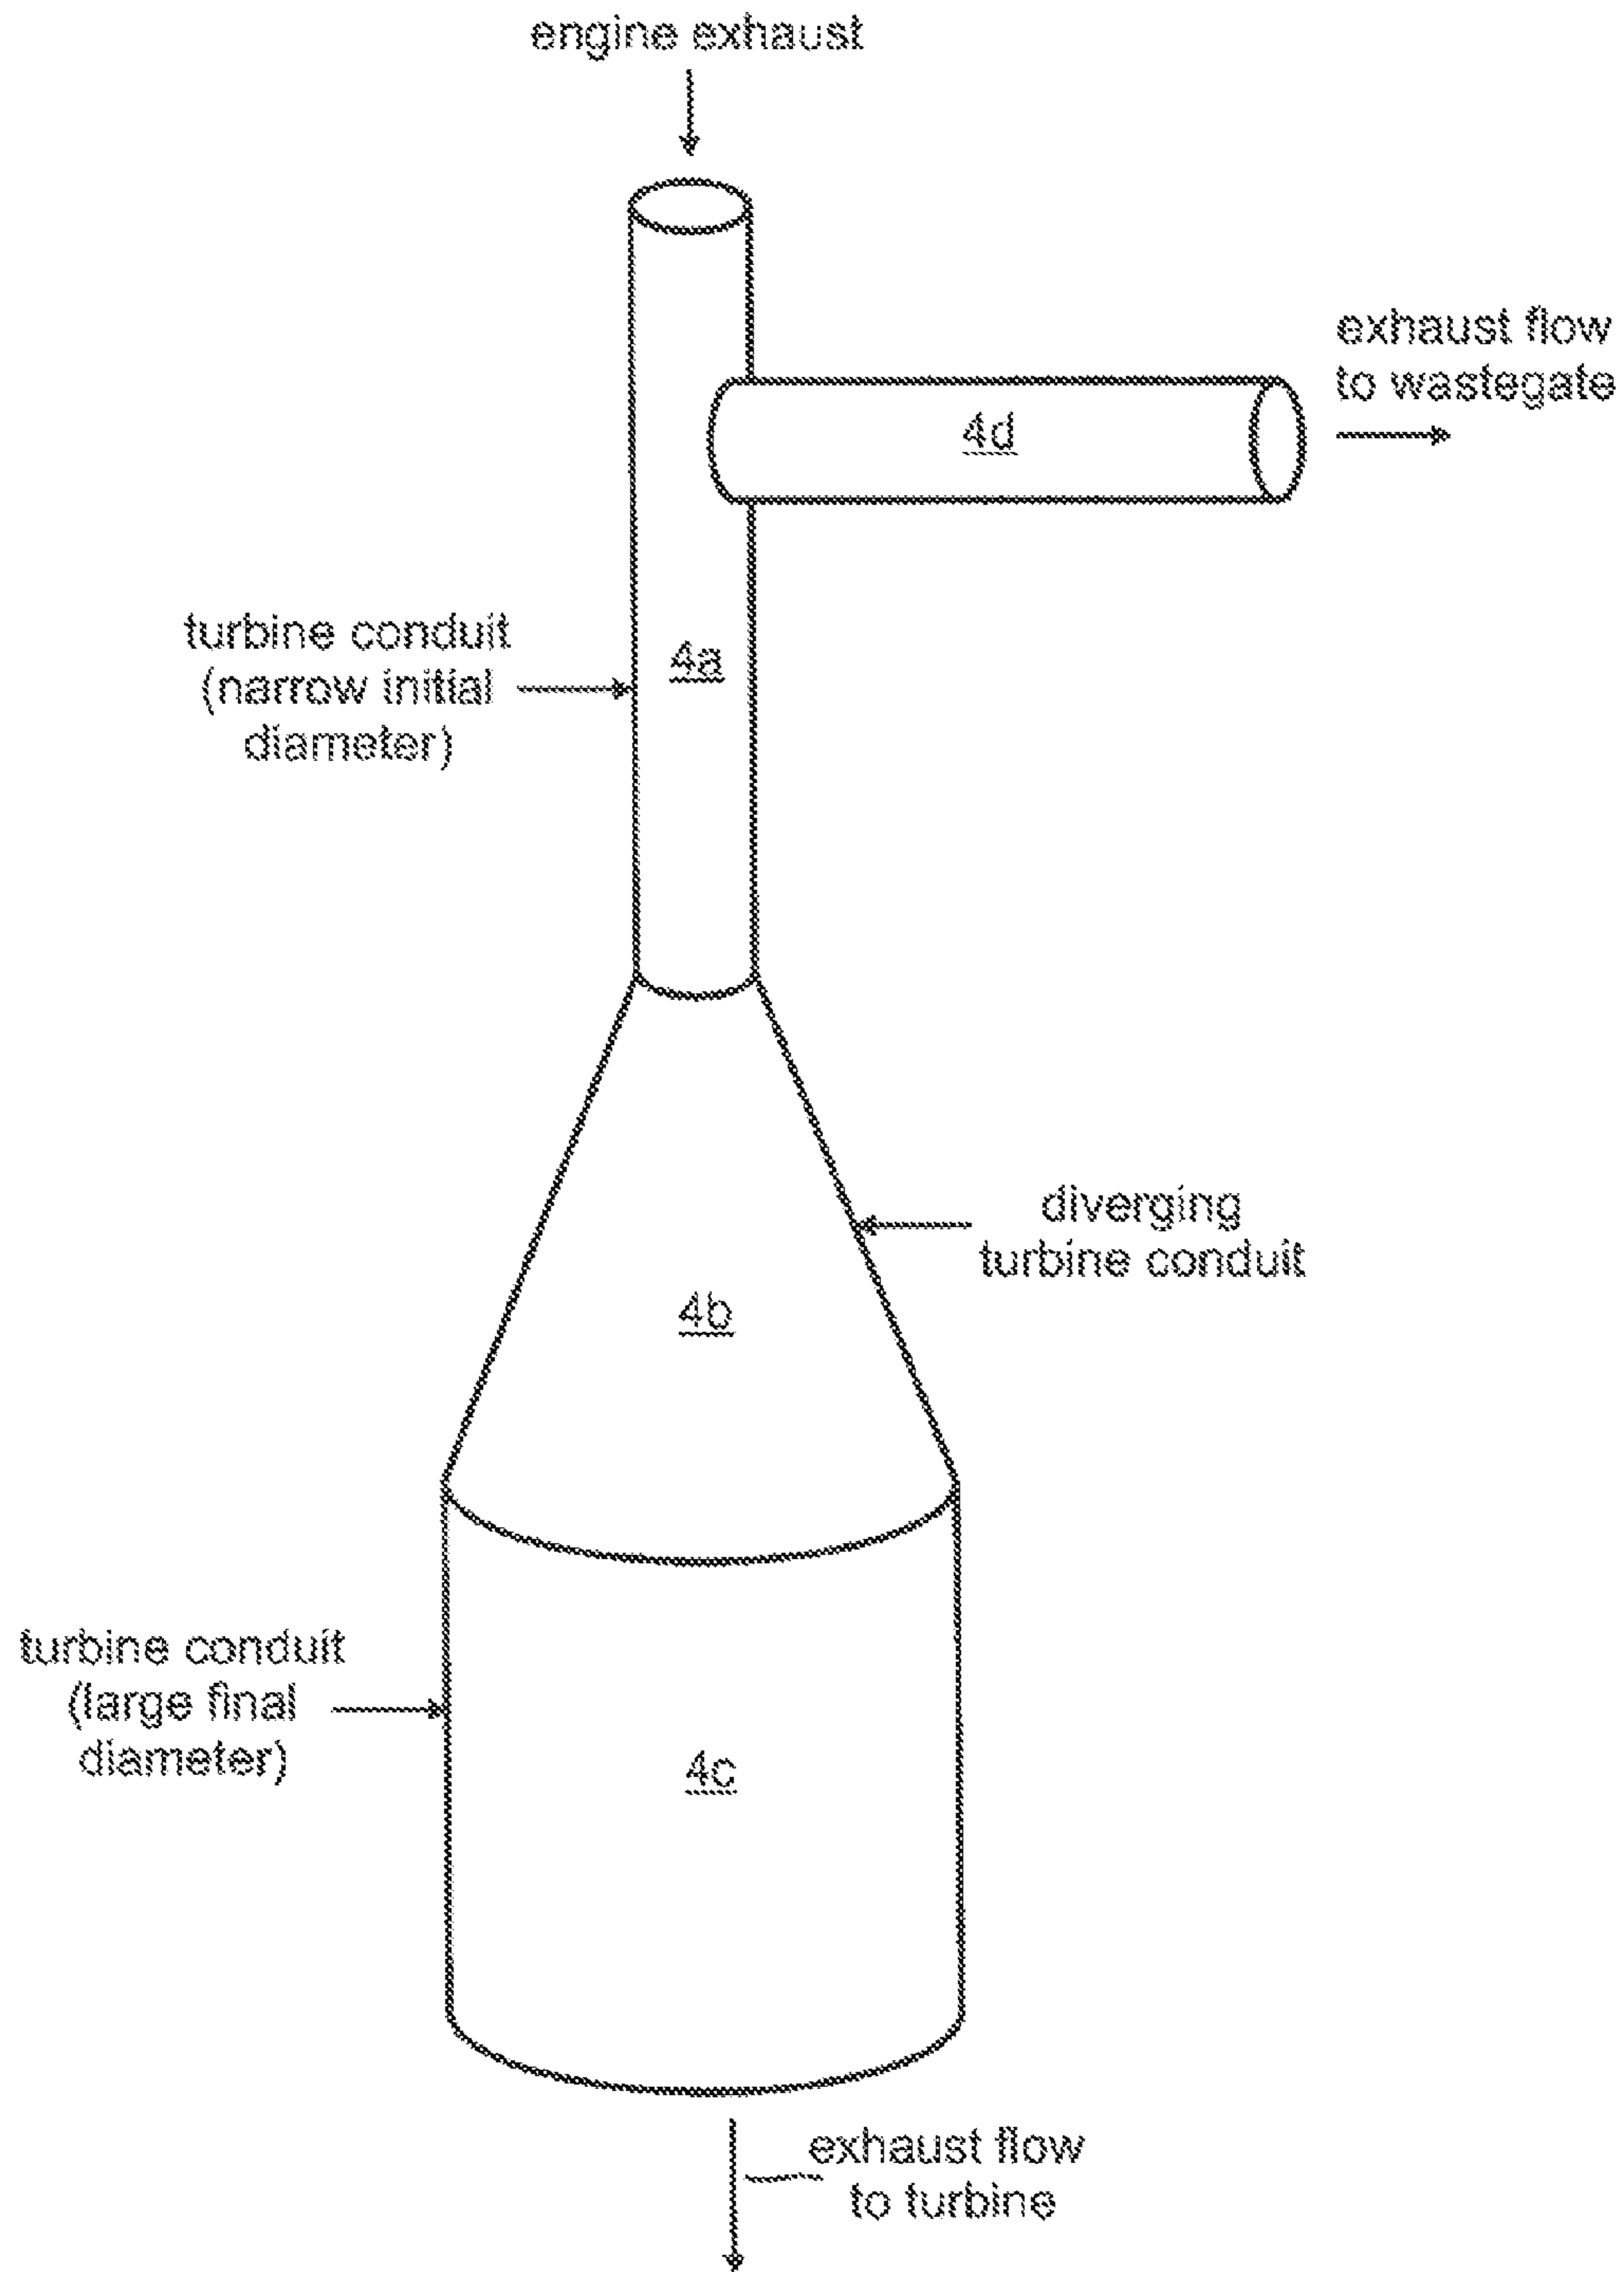 engine exhaust
exhaust flow
to wastegate
4d
turbine conduit
(narrow initial
diameter)
4a
diverging
turbine conduit
4b
turbine conduit
(large final
diameter)
4c
exhaust flow
to turbine